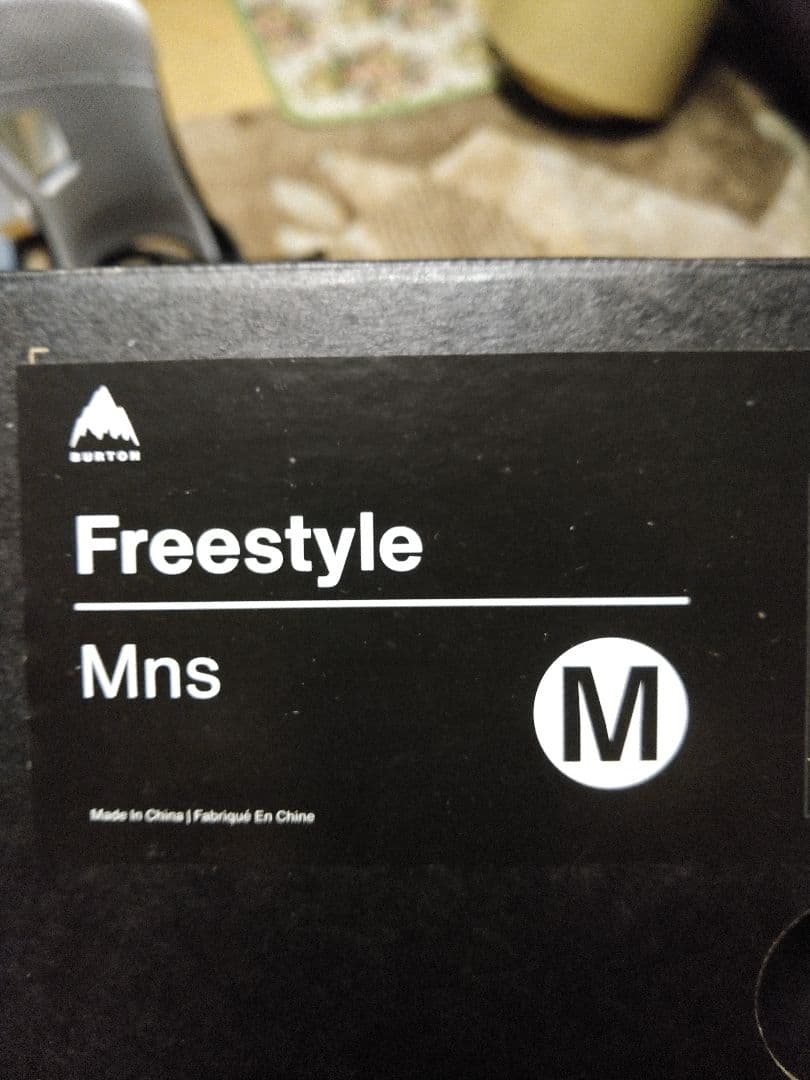 BURTON
Freestyle
Mns
M
Made In China | Fabriqué En Chine